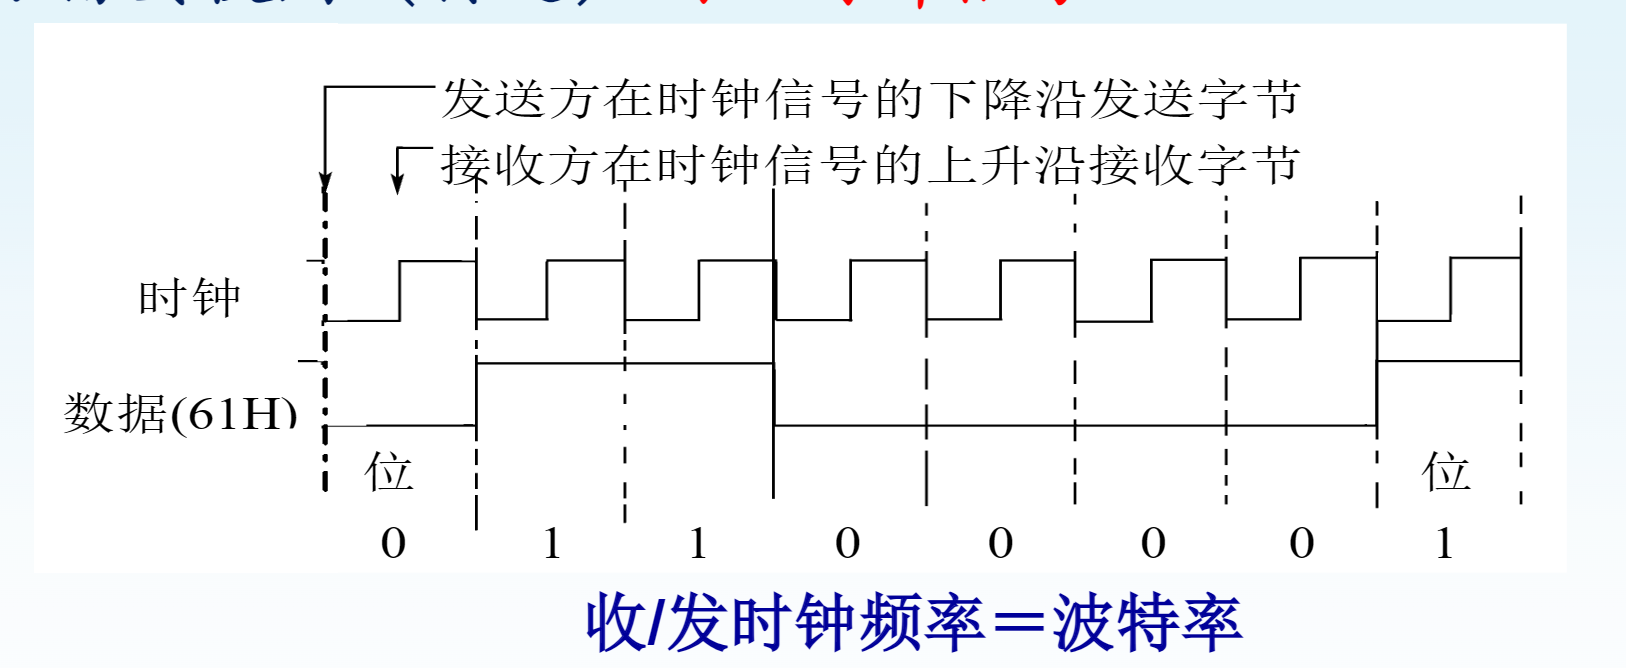 发送方在时钟信号的下降沿发送字节
接收方在时钟信号的上升沿接收字节
时钟
数据(61H)
位 位
0 1 1 0 0 0 0 1
收/发时钟频率＝波特率